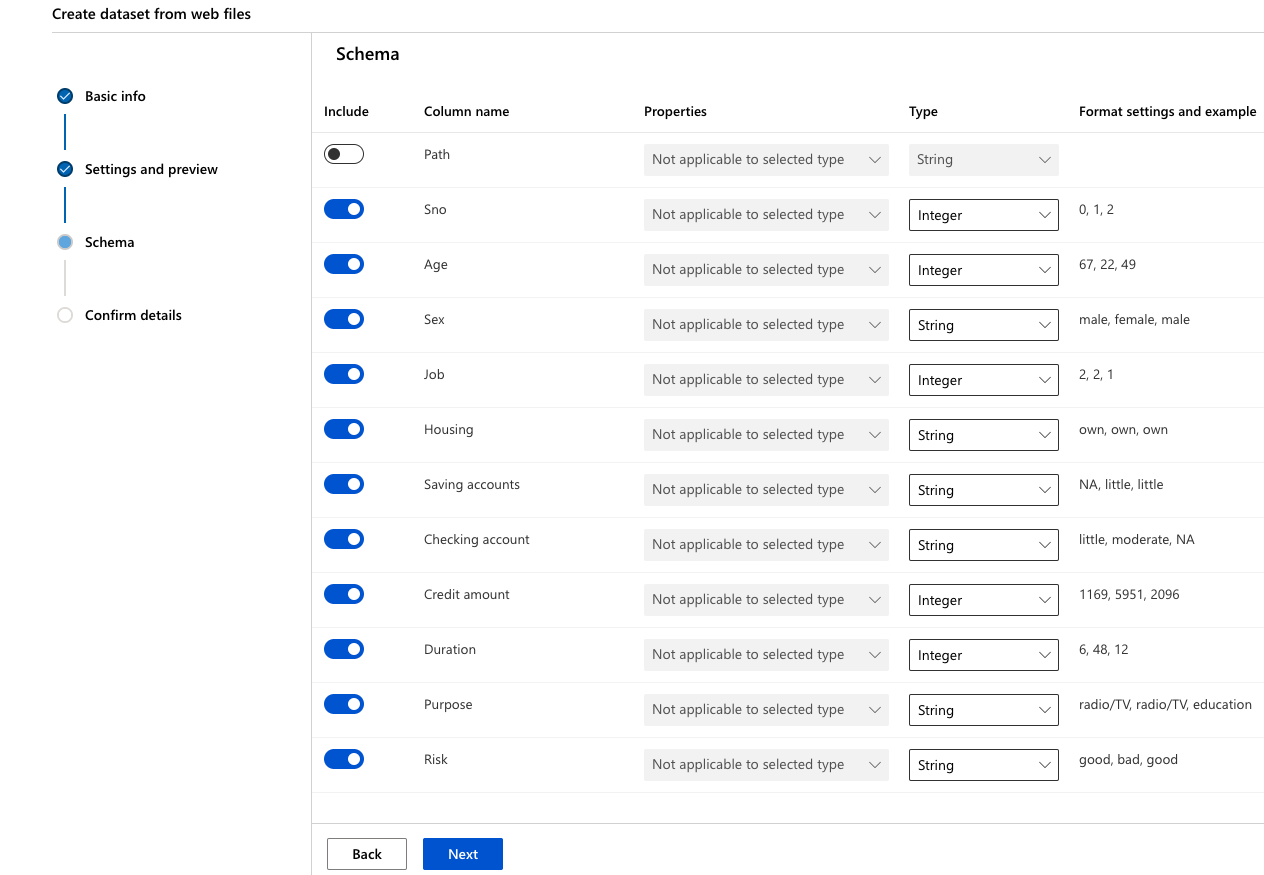 Create dataset from web files
Basic info
Settings and preview
Schema
Confirm details
Schema
Include Column name Properties Type Format settings and example
Path Not applicable to selected type String
Sno Not applicable to selected type Integer 0, 1, 2
Age Not applicable to selected type Integer 67, 22, 49
Sex Not applicable to selected type String male, female, male
Job Not applicable to selected type Integer 2, 2, 1
Housing Not applicable to selected type String own, own, own
Saving accounts Not applicable to selected type String NA, little, little
Checking account Not applicable to selected type String little, moderate, NA
Credit amount Not applicable to selected type Integer 1169, 5951, 2096
Duration Not applicable to selected type Integer 6, 48, 12
Purpose Not applicable to selected type String radio/TV, radio/TV, education
Risk Not applicable to selected type String good, bad, good
Back Next